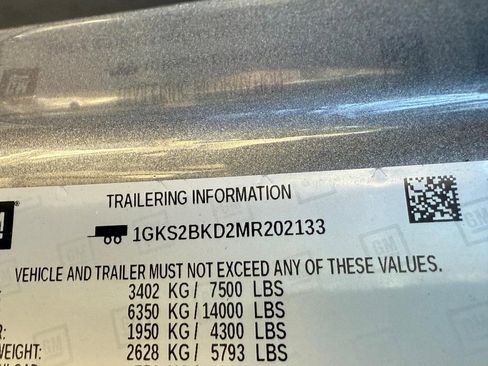 TRAILERING INFORMATION
1GKS2BKD2MR202133
VEHICLE AND TRAILER MUST NOT EXCEED ANY OF THESE VALUES.
3402 KG/ 7500 LBS
6350 KG/14000 LBS
R: 1950 KG/ 4300 LBS
WEIGHT: 2628 KG/ 5793 LBS